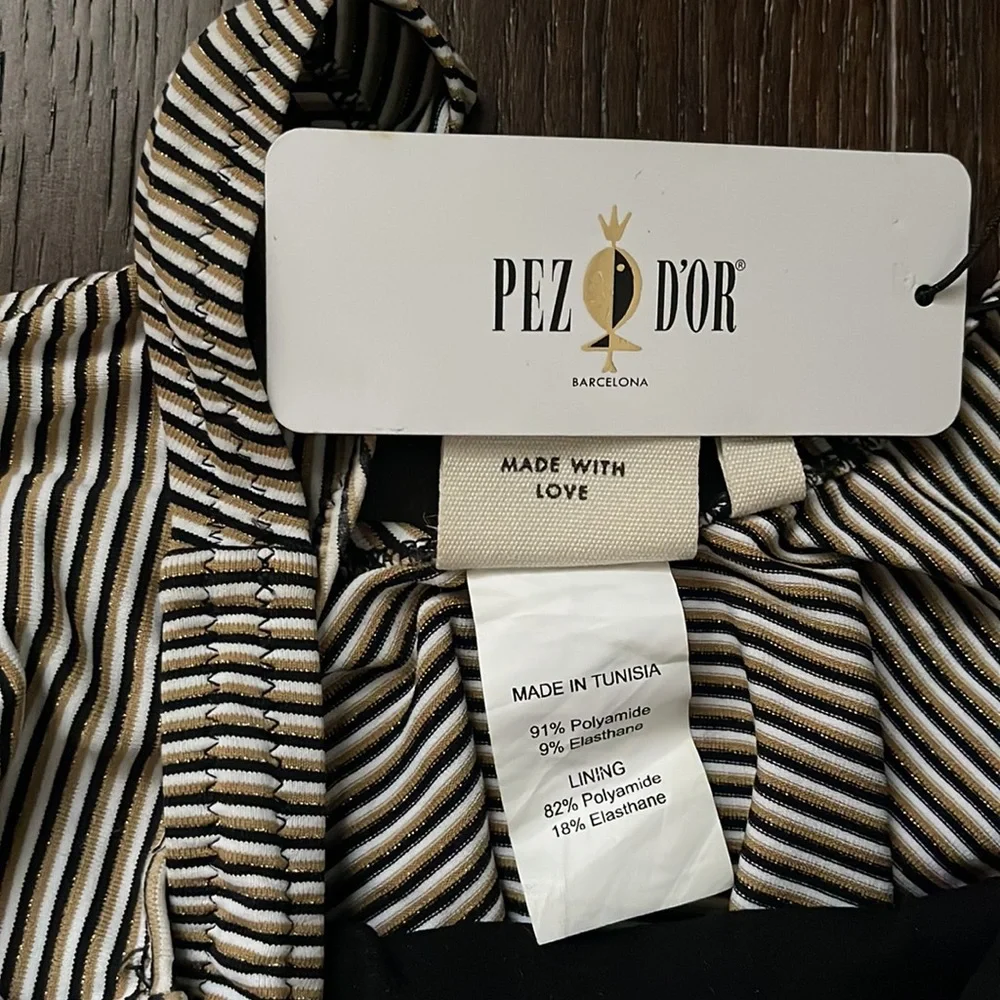 PEZ D'OR®
BARCELONA
MADE WITH
LOVE
MADE IN TUNISIA
91% Polyamide
9% Elasthane
LINING
82% Polyamide
18% Elasthane